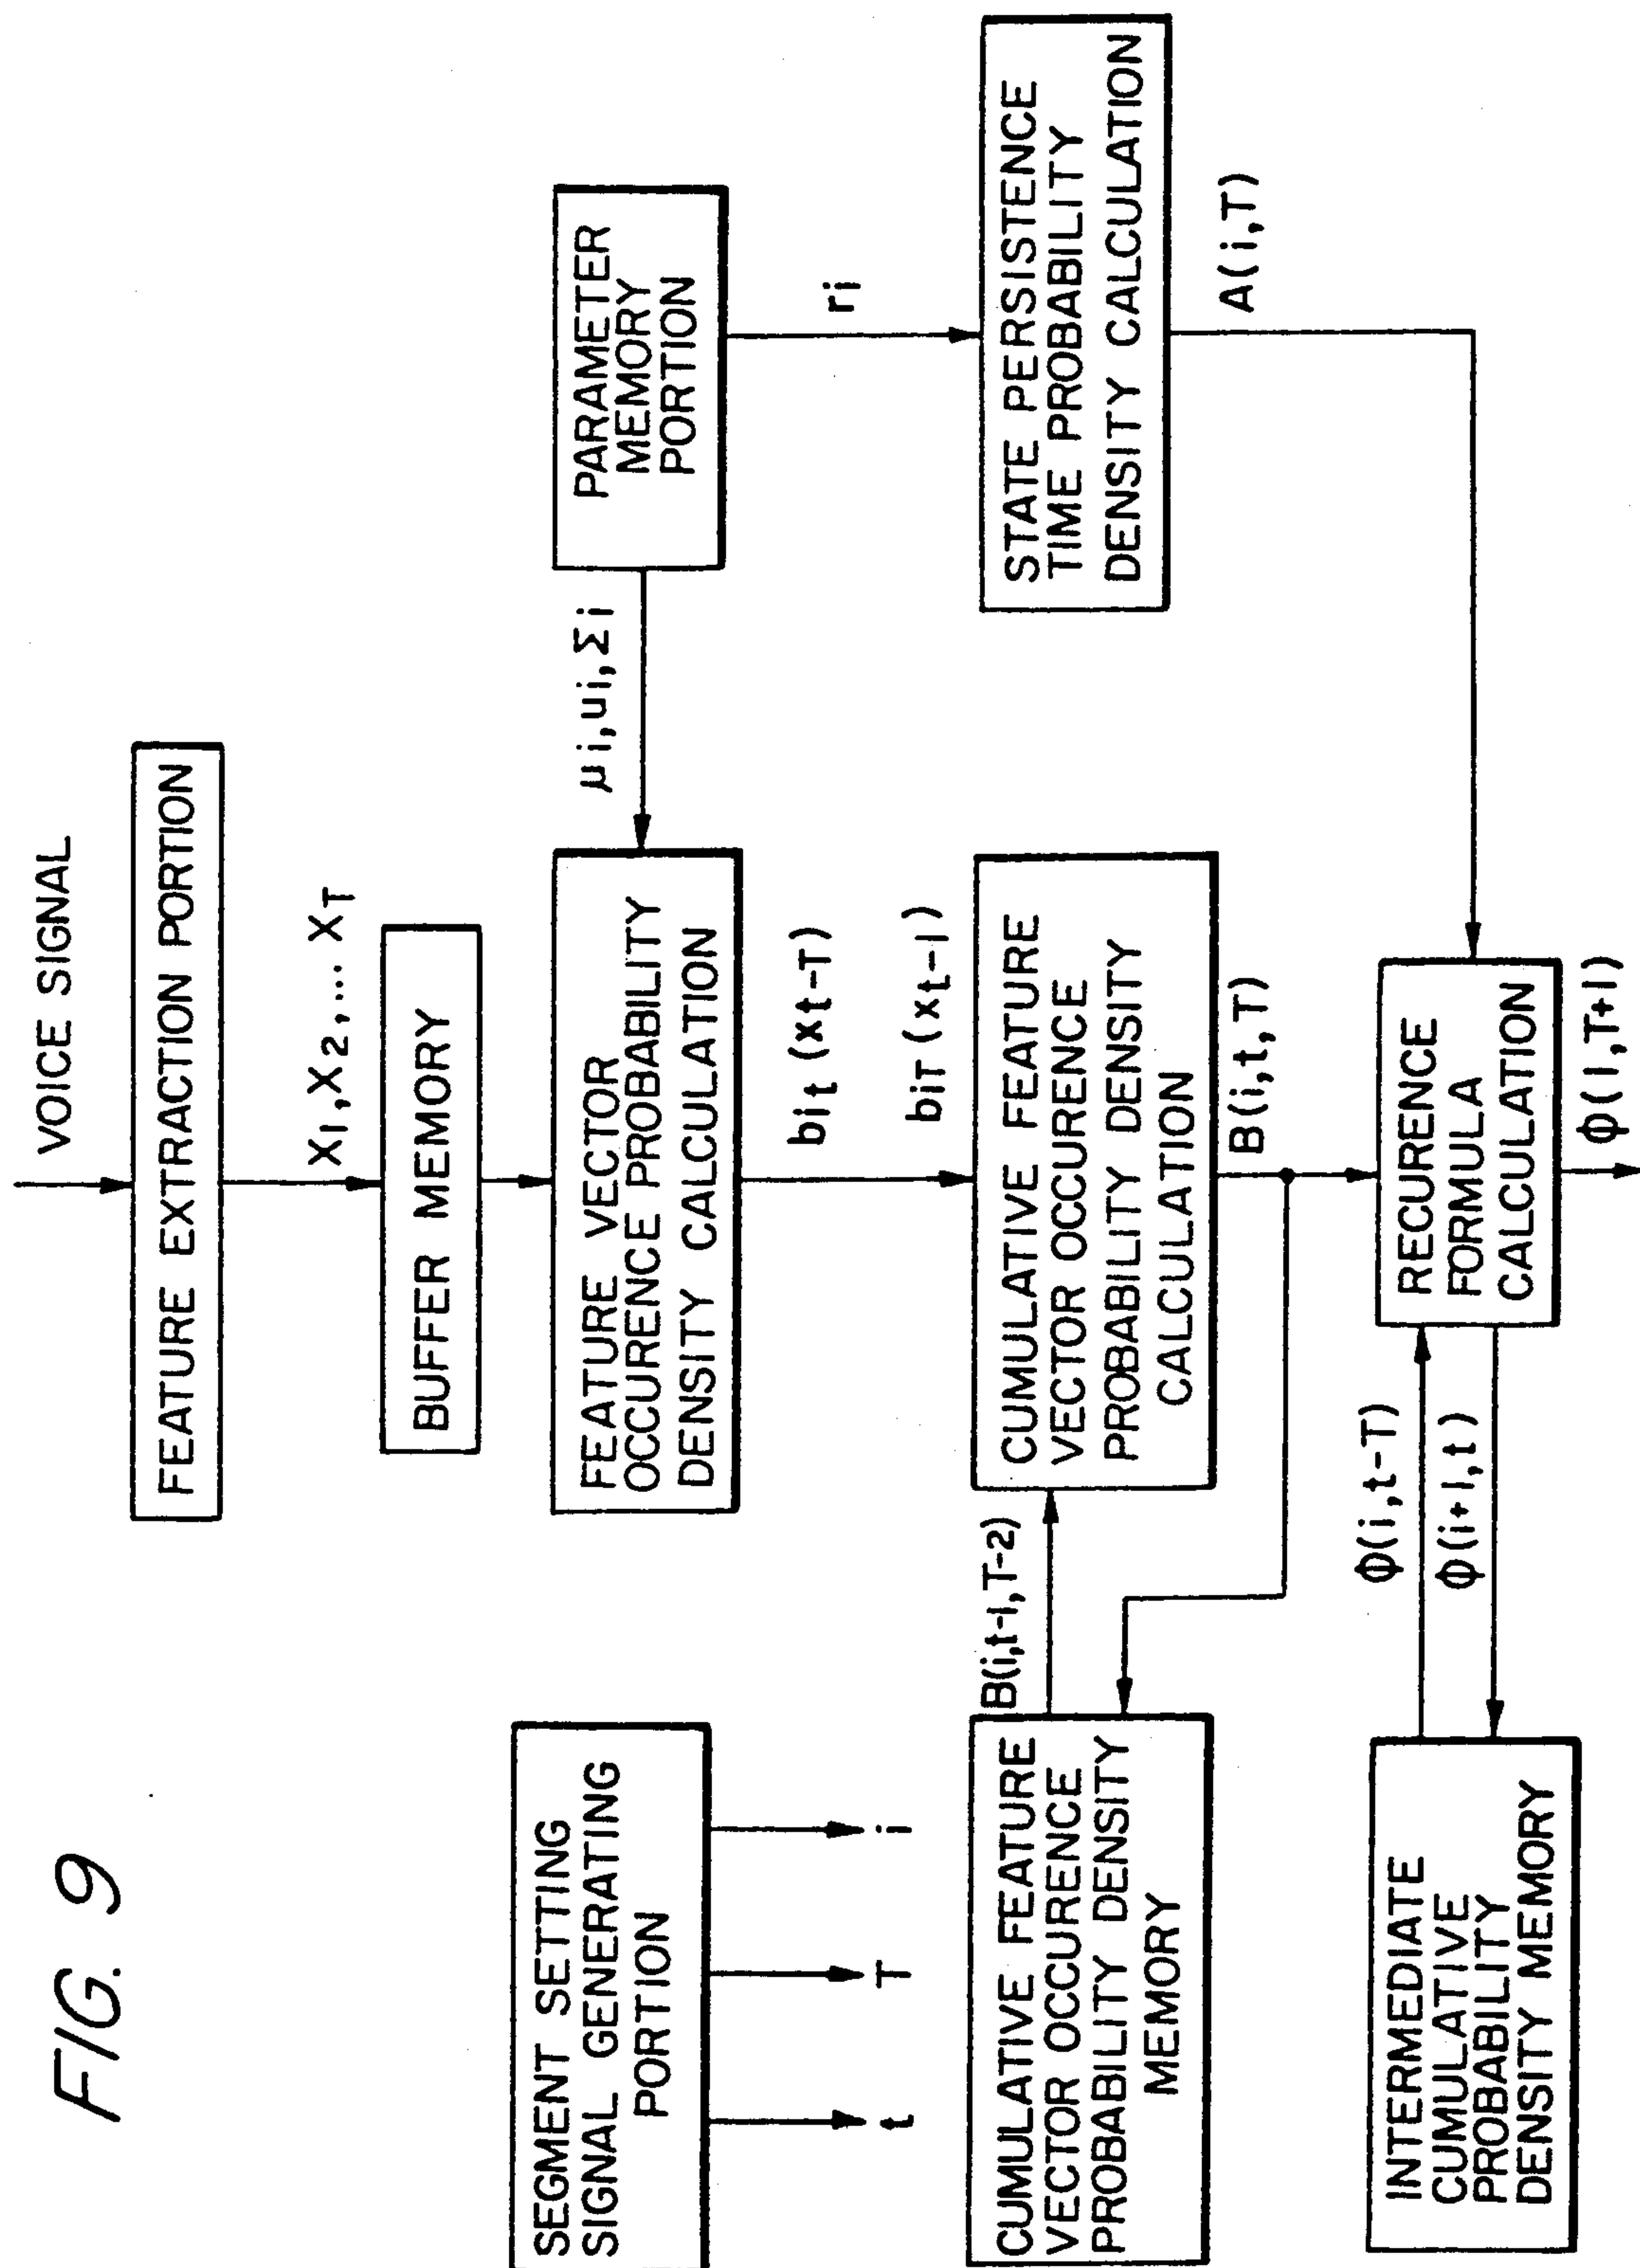 FIG. 9
VOICE SIGNAL
FEATURE EXTRACTION PORTION
X1,X2,... XT
BUFFER MEMORY
SEGMENT SETTING
SIGNAL GENERATING
PORTION
t
T
i
FEATURE VECTOR
OCCURENCE PROBABILITY
DENSITY CALCULATION
μi,ui,Σi
PARAMETER
MEMORY
PORTION
bit (xt-T)
ri
biT (xt-1)
CUMULATIVE FEATURE
VECTOR OCCURENCE
PROBABILITY DENSITY
MEMORY
B(i,t-1,T-2)
CUMULATIVE FEATURE
VECTOR OCCURENCE
PROBABILITY DENSITY
CALCULATION
STATE PERSISTENCE
TIME PROBABILITY
DENSITY CALCULATION
B(i,t,T)
A(i,T)
INTERMEDIATE
CUMULATIVE
PROBABILITY
DENSITY MEMORY
Φ(i,t-T)
Φ(i+1,t)
RECURENCE
FORMULA
CALCULATION
Φ(I,T+1)